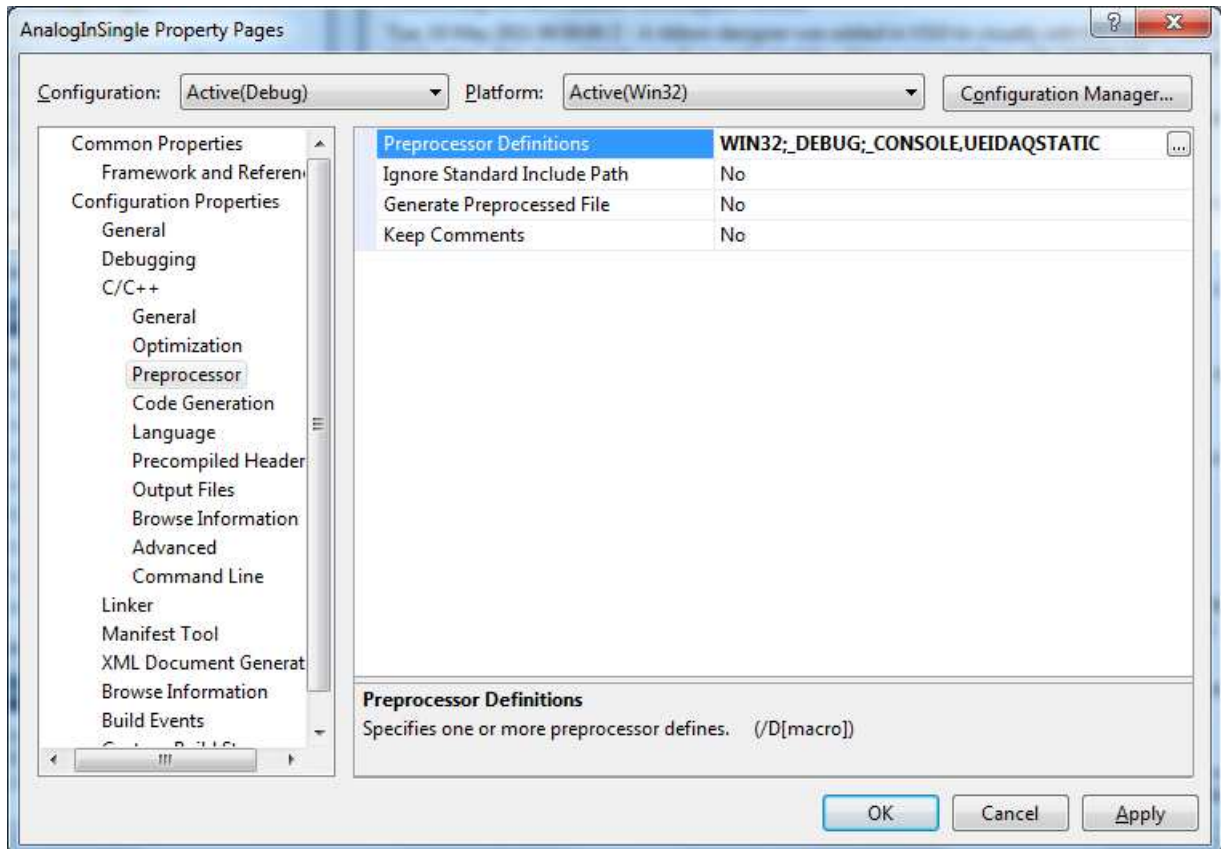 AnalogInSingle Property Pages
Configuration: Active(Debug) Platform: Active(Win32) Configuration Manager...
Common Properties
Framework and Referen
Configuration Properties
General
Debugging
C/C++
General
Optimization
Preprocessor
Code Generation
Language
Precompiled Header
Output Files
Browse Information
Advanced
Command Line
Linker
Manifest Tool
XML Document Generat
Browse Information
Build Events
Preprocessor Definitions WIN32;_DEBUG;_CONSOLE,UEIDAQSTATIC ...
Ignore Standard Include Path No
Generate Preprocessed File No
Keep Comments No
Preprocessor Definitions
Specifies one or more preprocessor defines. (/D[macro])
OK Cancel Apply